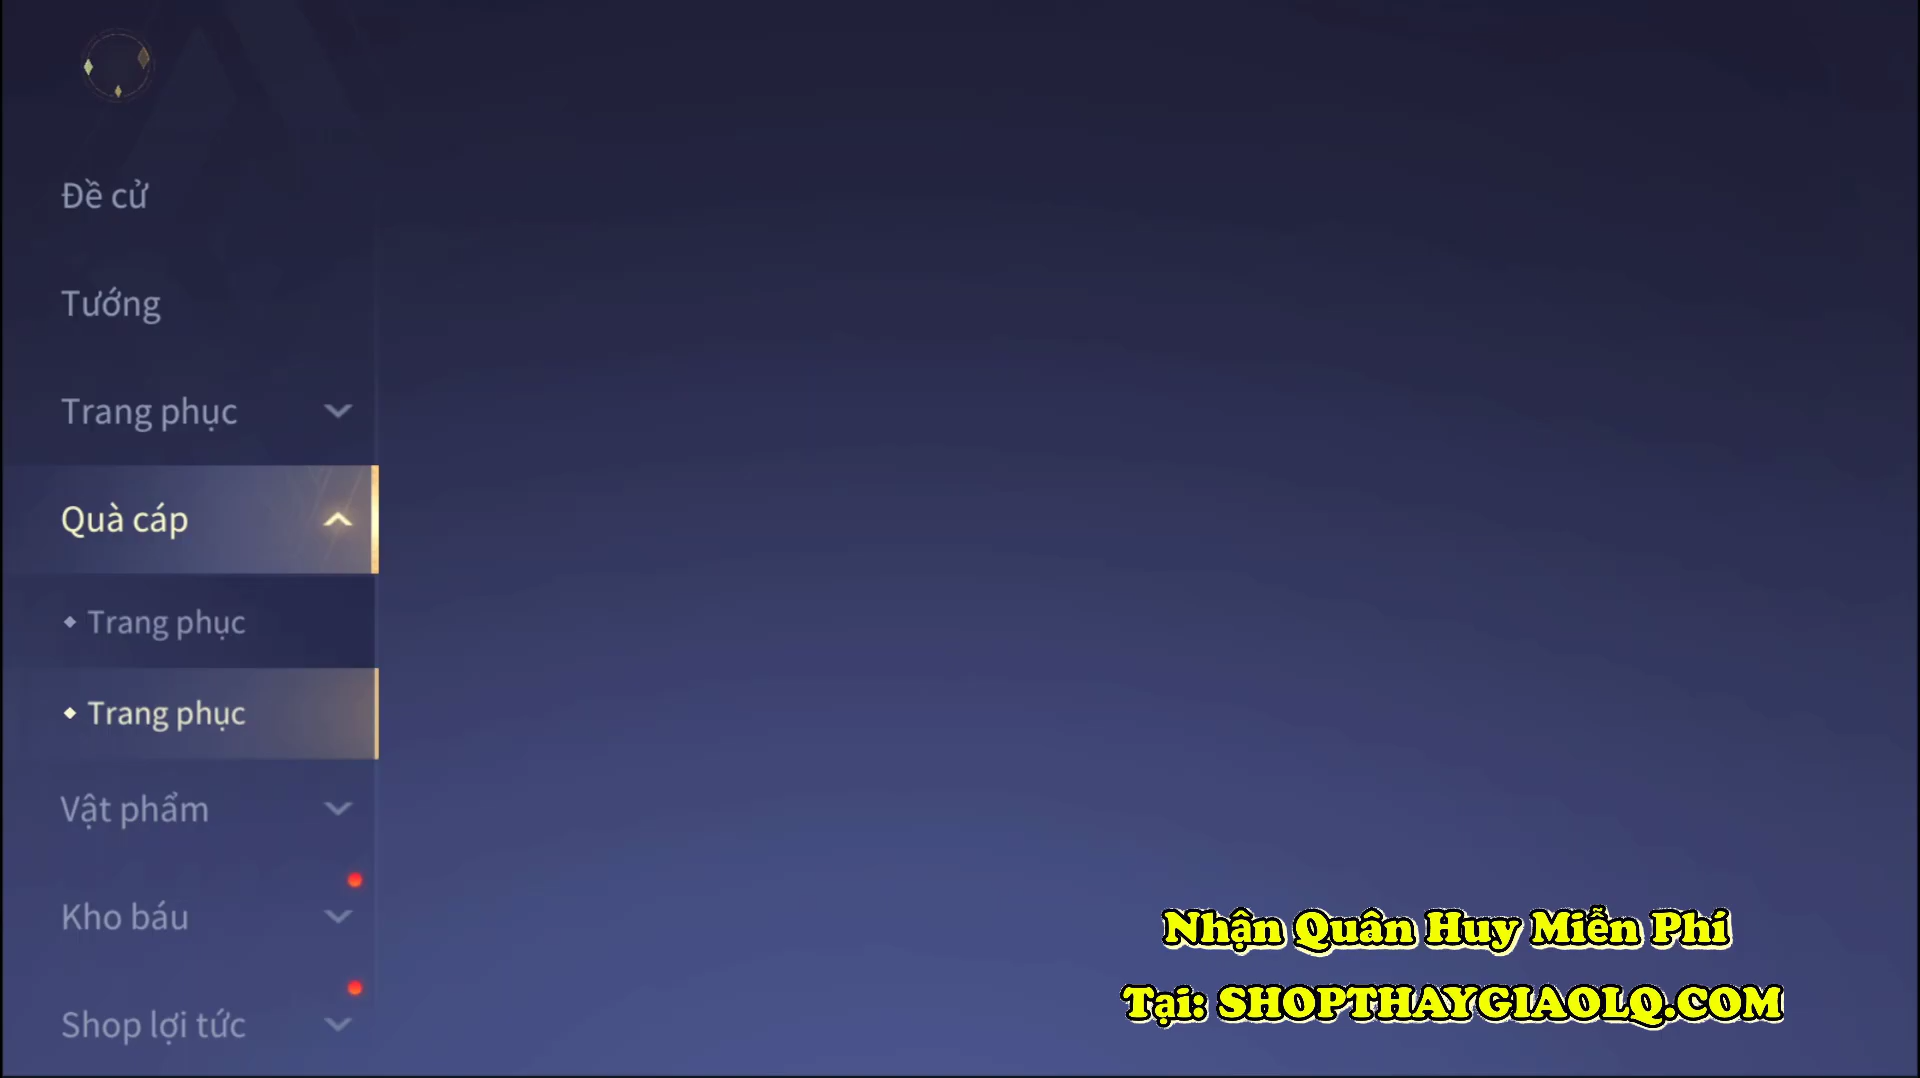 Đề cử
Tướng
Trang phục
Quà cáp
Trang phục
Trang phục
Vật phẩm
Kho báu
Shop lợi tức
Nhận Quân Huy Miễn Phí
Tại: SHOPTHAYGIAOLQ.COM